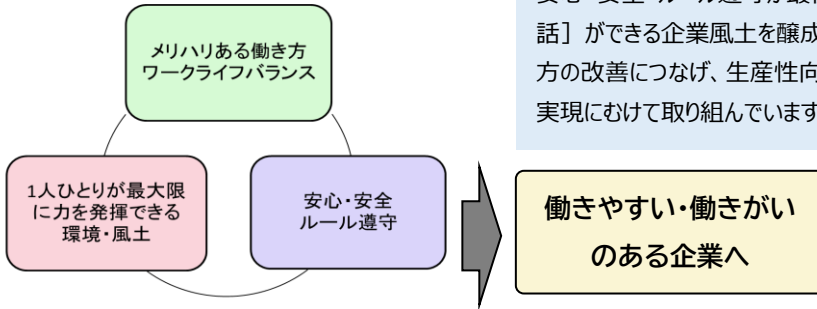 メリハリある働き方
ワークライフバランス
1人ひとりが最大限
に力を発揮できる
環境・風土
安心・安全
ルール遵守
話］ができる企業風土を醸成
方の改善につなげ、生産性向
実現にむけて取り組んでいます
働きやすい・働きがい
のある企業へ